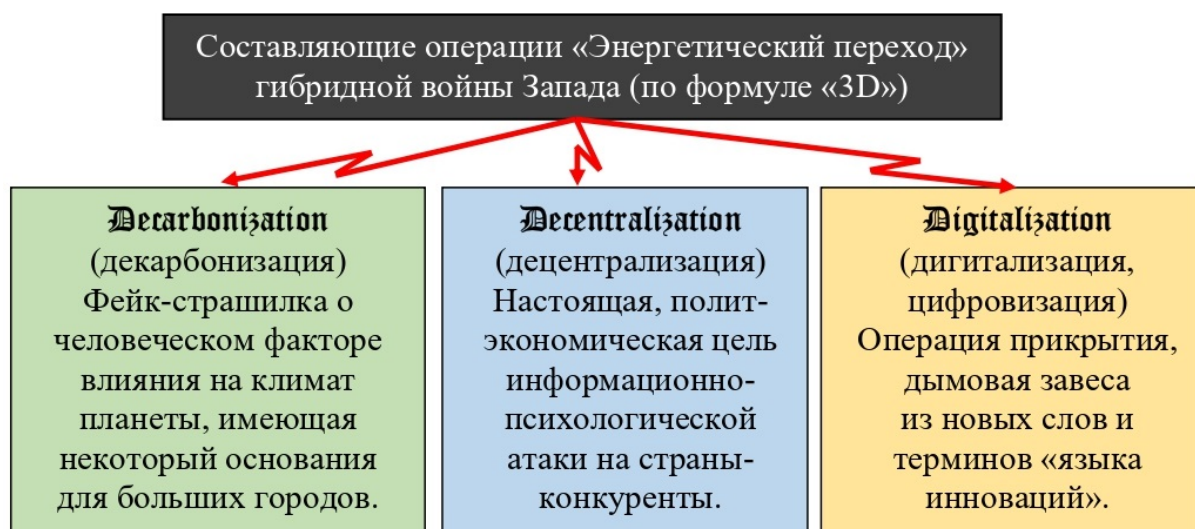 Составляющие операции «Энергетический переход»
гибридной войны Запада (по формуле «3D»)
Decarbonization
(декарбонизация)
Фейк-страшилка о
человеческом факторе
влияния на климат
планеты, имеющая
некоторый основания
для больших городов.
Decentralization
(децентрализация)
Настоящая, полит-
экономическая цель
информационно-
психологической
атаки на страны-
конкуренты.
Digitalization
(дигитализация,
цифровизация)
Операция прикрытия,
дымовая завеса
из новых слов и
терминов «языка
инноваций».